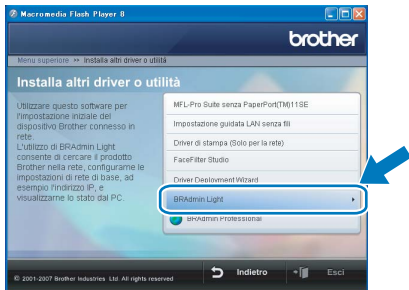 Macromedia Flash Player 8
brother
Menu superiore ›› Installa altri driver o utilità
Installa altri driver o utilità
Utilizzare questo software per
l'impostazione iniziale del
dispositivo Brother connesso in
rete.
L'utilizzo di BRAdmin Light
consente di cercare il prodotto
Brother nella rete, configurarne le
impostazioni di rete di base, ad
esempio l'indirizzo IP, e
visualizzarne lo stato dal PC.
MFL-Pro Suite senza PaperPort(TM)11SE
Impostazione guidata LAN senza fili
Driver di stampa (Solo per la rete)
FaceFilter Studio
Driver Deployment Wizard
BRAdmin Light
BRAdmin Professional
© 2001-2007 Brother Industries Ltd. All rights reserved
Indietro
Esci